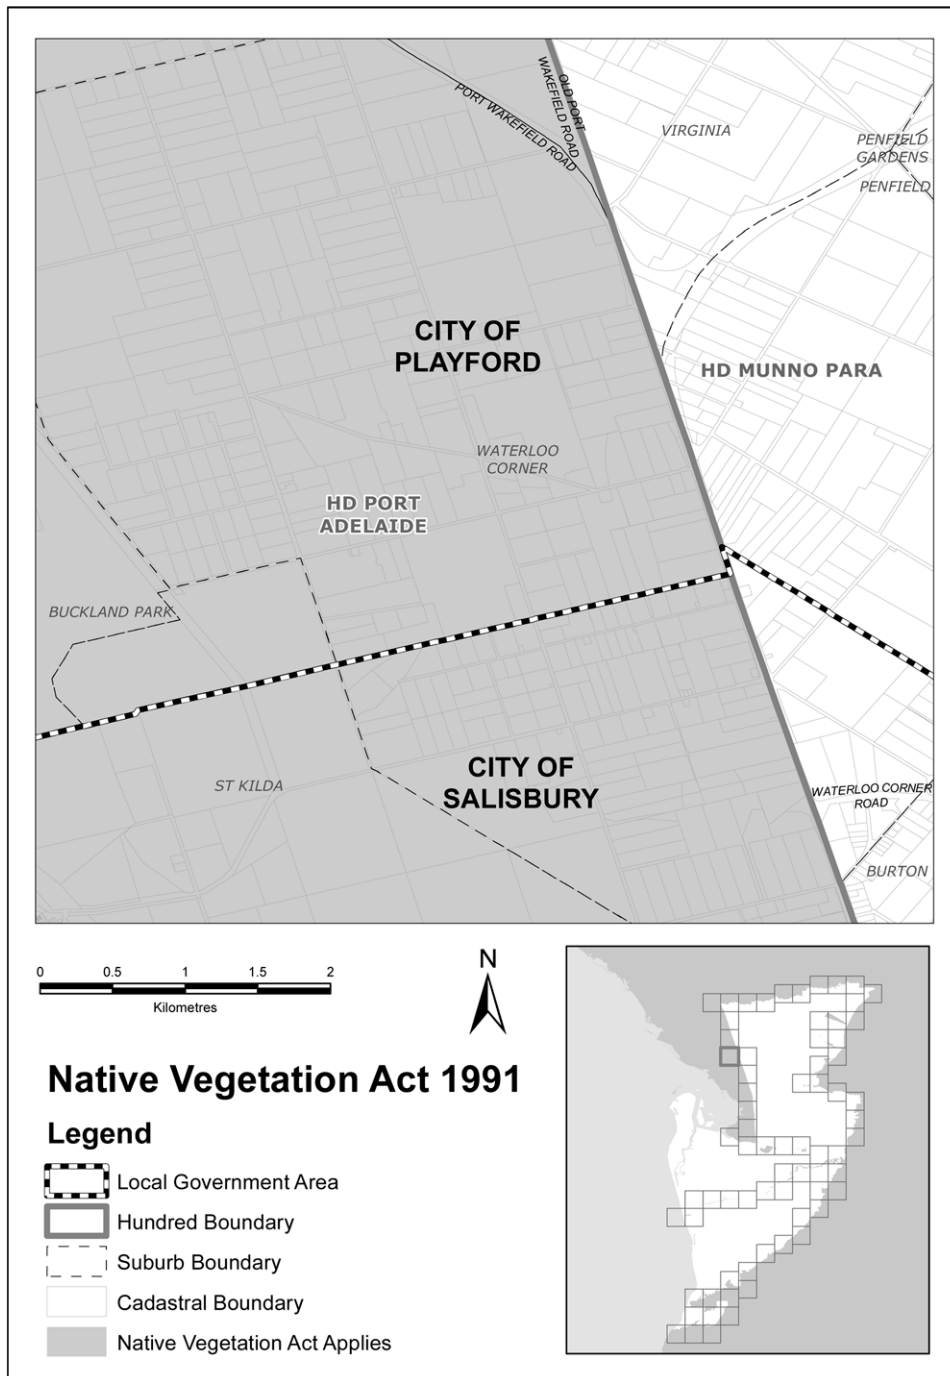 OLD PORT
WAKEFIELD ROAD
PORT WAKEFIELD ROAD
VIRGINIA
PENFIELD
GARDENS
PENFIELD
CITY OF
PLAYFORD
HD MUNNO PARA
WATERLOO
CORNER
HD PORT
ADELAIDE
BUCKLAND PARK
CITY OF
SALISBURY
ST KILDA
WATERLOO CORNER
ROAD
BURTON
0 0.5 1 1.5 2
Kilometres
N
Native Vegetation Act 1991
Legend
Local Government Area
Hundred Boundary
Suburb Boundary
Cadastral Boundary
Native Vegetation Act Applies